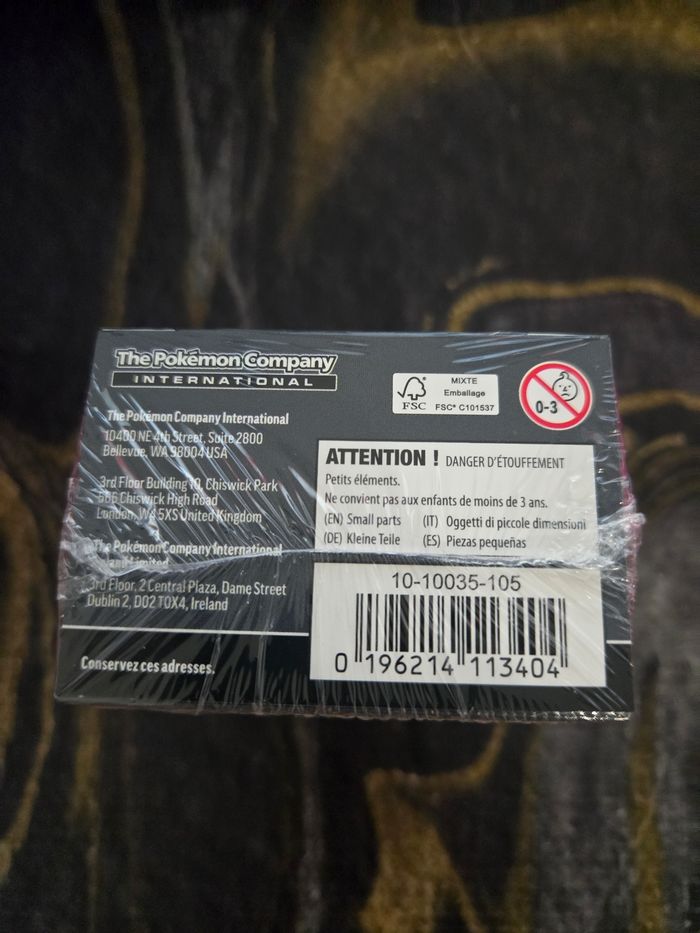 The Pokémon Company
INTERNATIONAL
The Pokémon Company International
10400 NE 4th Street, Suite 2800
Bellevue, WA 98004 USA
3rd Floor Building 10, Chiswick Park
566 Chiswick High Road
London, W4 5XS United Kingdom
The Pokémon Company International
Ireland Limited
3rd Floor, 2 Central Plaza, Dame Street
Dublin 2, D02 T0X4, Ireland
Conservez ces adresses.
FSC
MIXTE
Emballage
FSC® C101537
0-3
ATTENTION ! DANGER D'ÉTOUFFEMENT
Petits éléments.
Ne convient pas aux enfants de moins de 3 ans.
(EN) Small parts (IT) Oggetti di piccole dimensioni
(DE) Kleine Teile (ES) Piezas pequeñas
10-10035-105
0 196214 113404